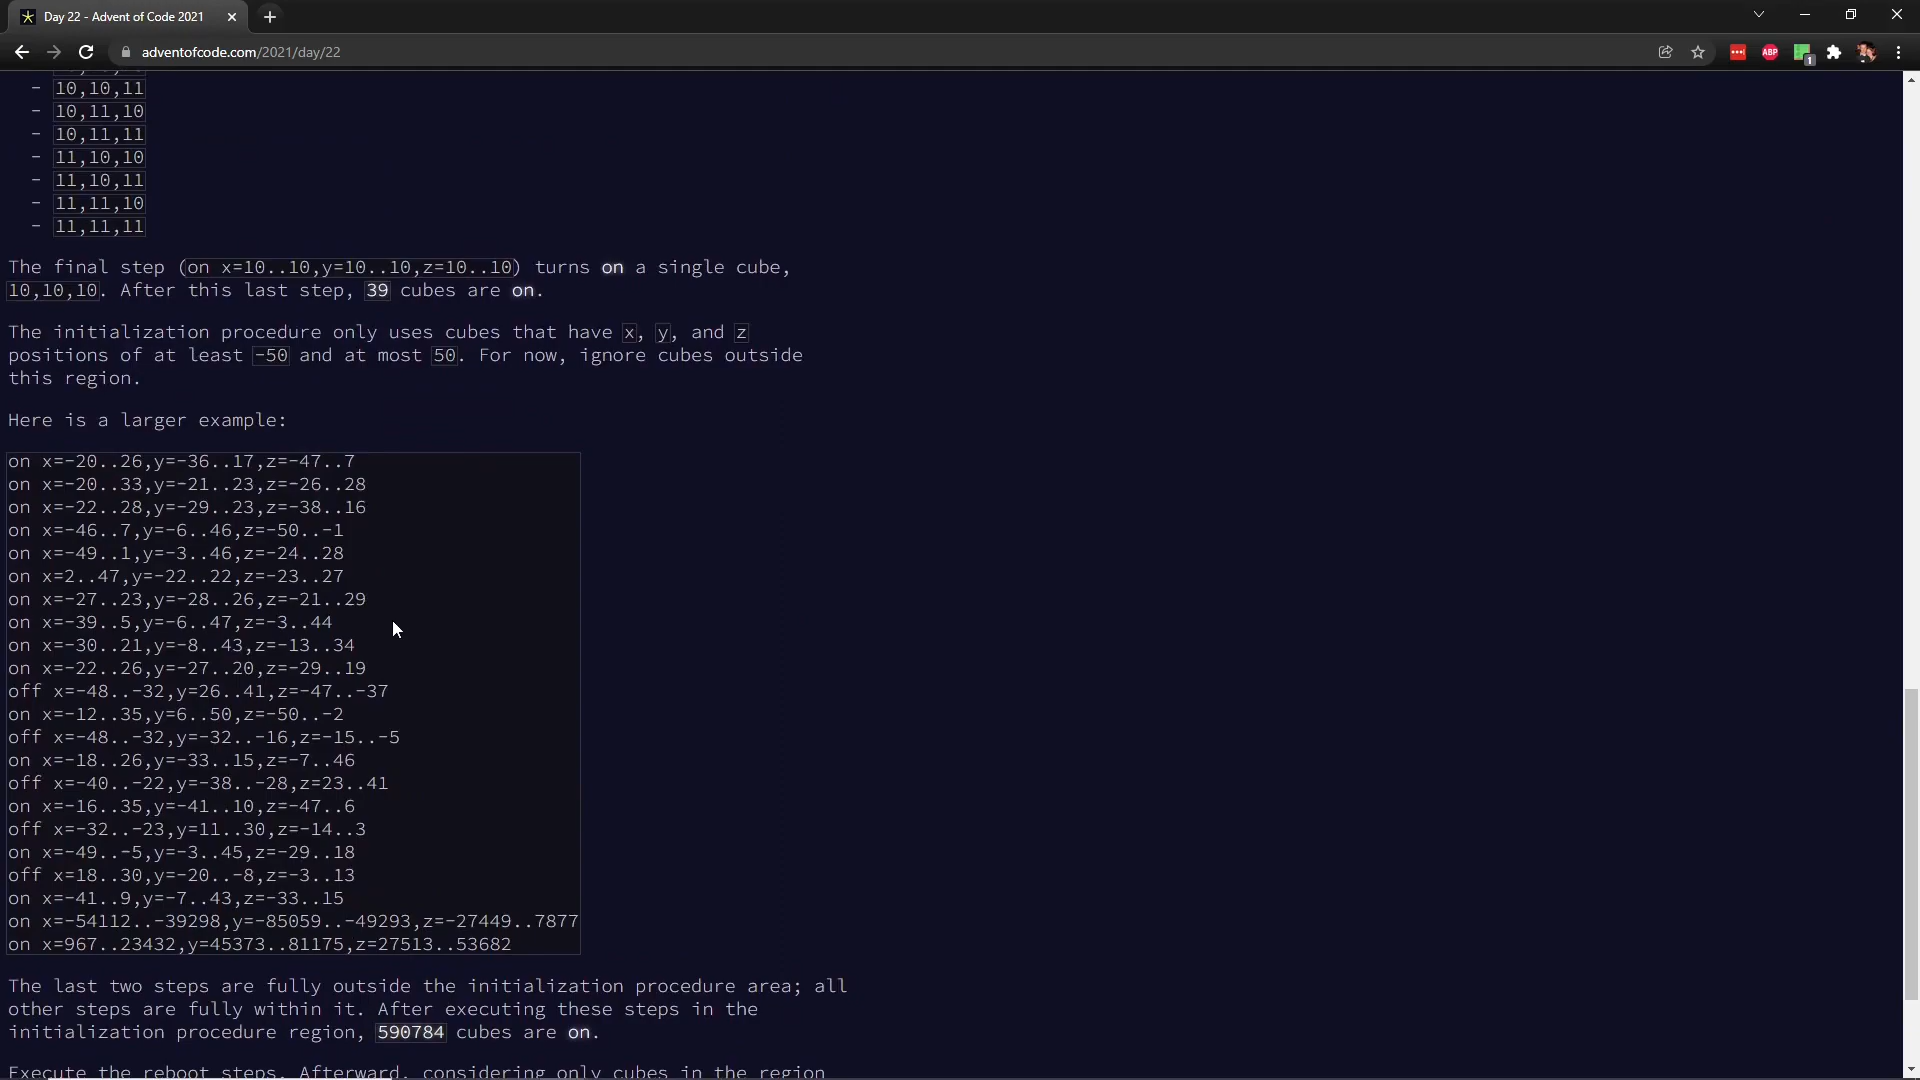 Day 22 - Advent of Code 2021
adventofcode.com/2021/day/22
ABP
1
- 10,10,11
- 10,11,10
- 10,11,11
- 11,10,10
- 11,10,11
- 11,11,10
- 11,11,11
The final step (on x=10..10,y=10..10,z=10..10) turns on a single cube,
10,10,10. After this last step, 39 cubes are on.
The initialization procedure only uses cubes that have x, y, and z
positions of at least -50 and at most 50. For now, ignore cubes outside
this region.
Here is a larger example:
on x=-20..26,y=-36..17,z=-47..7
on x=-20..33,y=-21..23,z=-26..28
on x=-22..28,y=-29..23,z=-38..16
on x=-46..7,y=-6..46,z=-50..-1
on x=-49..1,y=-3..46,z=-24..28
on x=2..47,y=-22..22,z=-23..27
on x=-27..23,y=-28..26,z=-21..29
on x=-39..5,y=-6..47,z=-3..44
on x=-30..21,y=-8..43,z=-13..34
on x=-22..26,y=-27..20,z=-29..19
off x=-48..-32,y=26..41,z=-47..-37
on x=-12..35,y=6..50,z=-50..-2
off x=-48..-32,y=-32..-16,z=-15..-5
on x=-18..26,y=-33..15,z=-7..46
off x=-40..-22,y=-38..-28,z=23..41
on x=-16..35,y=-41..10,z=-47..6
off x=-32..-23,y=11..30,z=-14..3
on x=-49..-5,y=-3..45,z=-29..18
off x=18..30,y=-20..-8,z=-3..13
on x=-41..9,y=-7..43,z=-33..15
on x=-54112..-39298,y=-85059..-49293,z=-27449..7877
on x=967..23432,y=45373..81175,z=27513..53682
The last two steps are fully outside the initialization procedure area; all
other steps are fully within it. After executing these steps in the
initialization procedure region, 590784 cubes are on.
Execute the reboot steps. Afterward, considering only cubes in the region